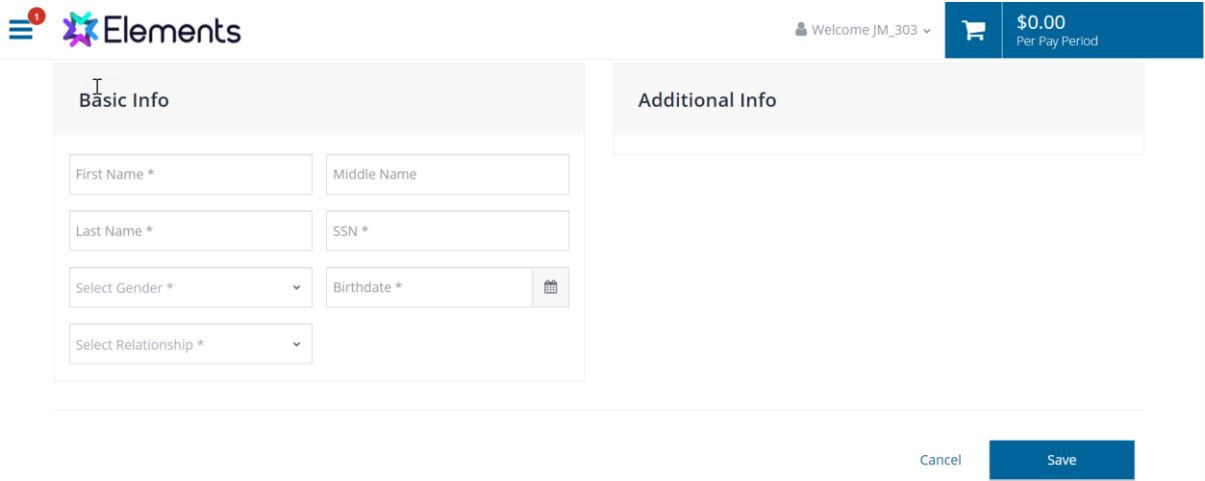 1
Elements
Welcome JM_303
$0.00
Per Pay Period
Basic Info
First Name *
Middle Name
Last Name *
SSN *
Select Gender *
Birthdate *
Select Relationship *
Additional Info
Cancel
Save